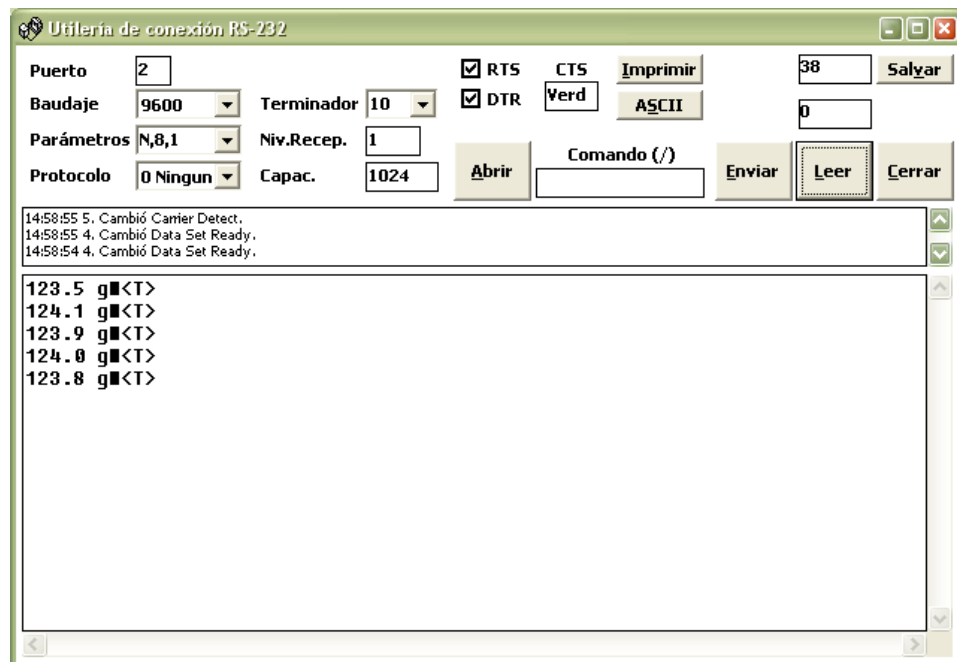 Utilería de conexión RS-232
Puerto 2 RTS CTS Imprimir 38 Salvar
Baudaje 9600 Terminador 10 DTR Verd ASCII 0
Parámetros N,8,1 Niv.Recep. 1
Protocolo 0 Ningun Capac. 1024 Abrir Comando (/) Enviar Leer Cerrar
14:58:55 5. Cambió Carrier Detect.
14:58:55 4. Cambió Data Set Ready.
14:58:54 4. Cambió Data Set Ready.
123.5 g■<T>
124.1 g■<T>
123.9 g■<T>
124.0 g■<T>
123.8 g■<T>